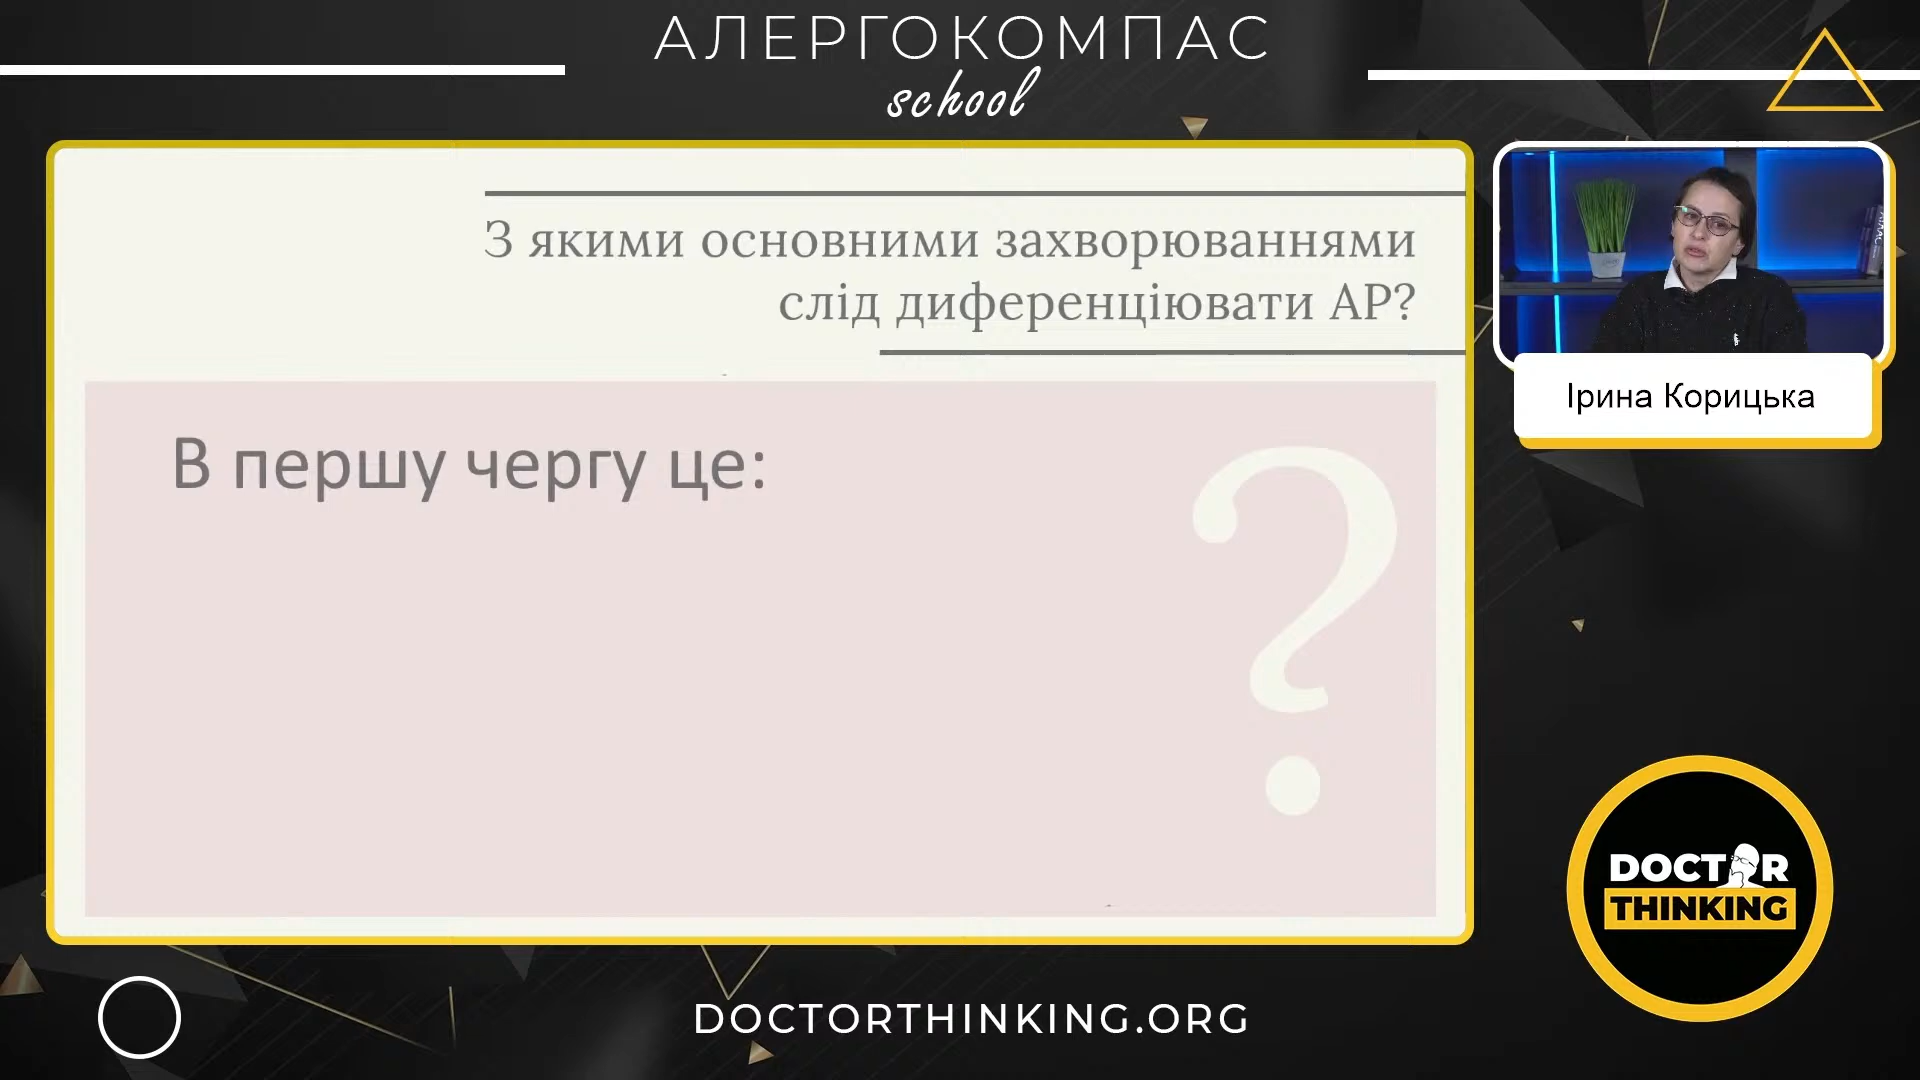 АЛЕРГОКОМПАС
school
З якими основними захворюваннями
слід диференціювати АР?
В першу чергу це:
?
Ірина Корицька
DOCTOR
THINKING
DOCTORTHINKING.ORG